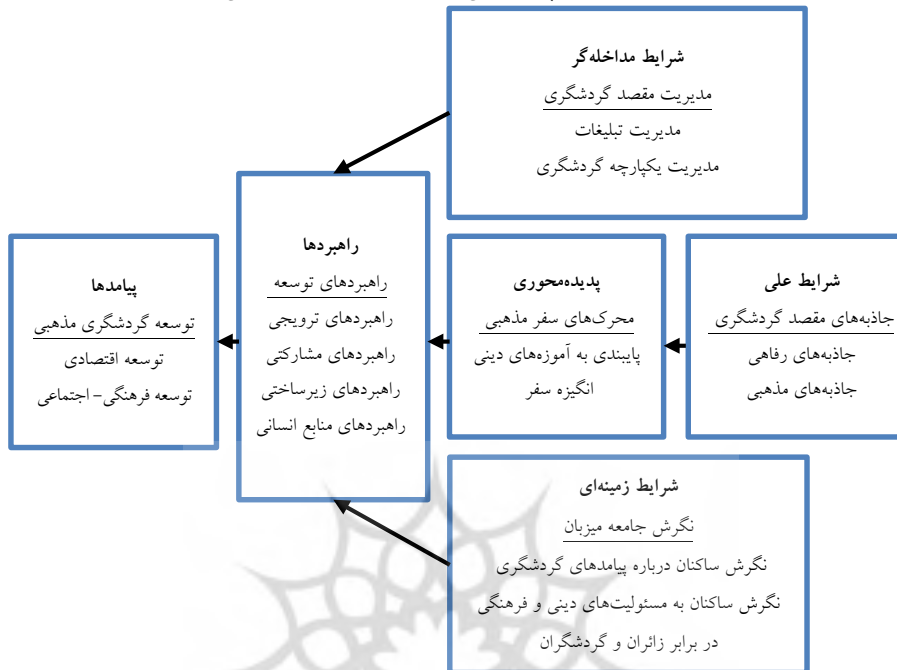 شرایط مداخله‌گر
مدیریت مقصد گردشگری
مدیریت تبلیغات
مدیریت یکپارچه گردشگری
شرایط علی
جاذبه‌های مقصد گردشگری
جاذبه‌های رفاهی
جاذبه‌های مذهبی
پدیده‌محوری
محرک‌های سفر مذهبی
پایبندی به آموزه‌های دینی
انگیزه سفر
راهبردها
راهبردهای توسعه
راهبردهای ترویجی
راهبردهای مشارکتی
راهبردهای زیرساختی
راهبردهای منابع انسانی
پیامدها
توسعه گردشگری مذهبی
توسعه اقتصادی
توسعه فرهنگی- اجتماعی
شرایط زمینه‌ای
نگرش جامعه میزبان
نگرش ساکنان درباره پیامدهای گردشگری
نگرش ساکنان به مسئولیت‌های دینی و فرهنگی
در برابر زائران و گردشگران